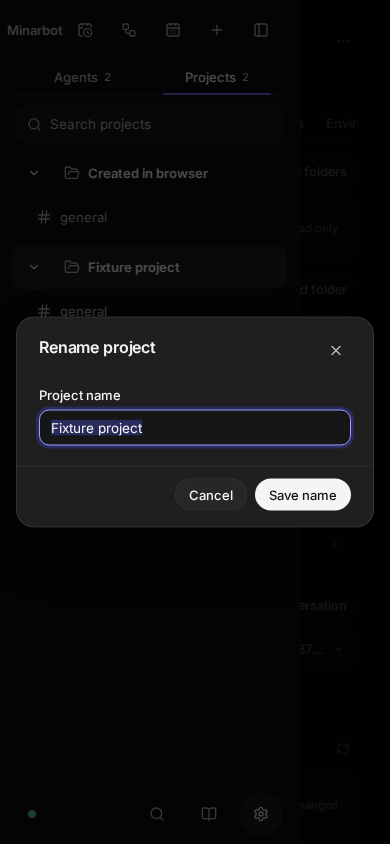 Minarbot
Agents 2
Projects 2
Search projects
Created in browser
general
Fixture project
general
Envir
folders
ad only
d folder
Rename project
Project name
Fixture project
Cancel
Save name
ersation
37...
hanged